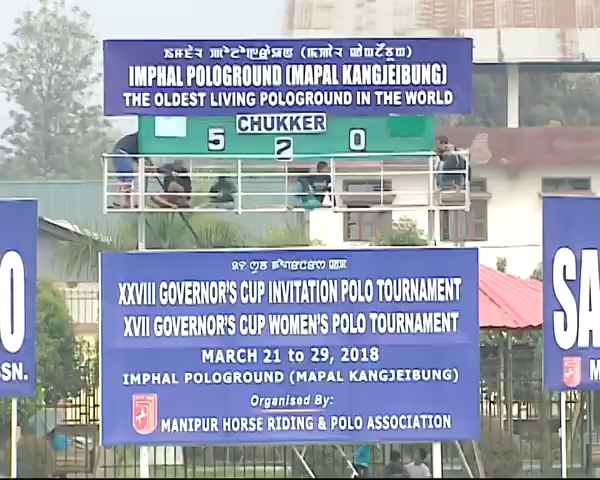 IMPHAL POLOGROUND (MAPAL KANGJEIBUNG)
THE OLDEST LIVING POLOGROUND IN THE WORLD
CHUKKER
5 2 0
XXVIII GOVERNOR'S CUP INVITATION POLO TOURNAMENT
XVII GOVERNOR'S CUP WOMEN'S POLO TOURNAMENT
MARCH 21 to 29, 2018
IMPHAL POLOGROUND (MAPAL KANGJEIBUNG)
Organised By:
MANIPUR HORSE RIDING & POLO ASSOCIATION
O
SN.
SA
M